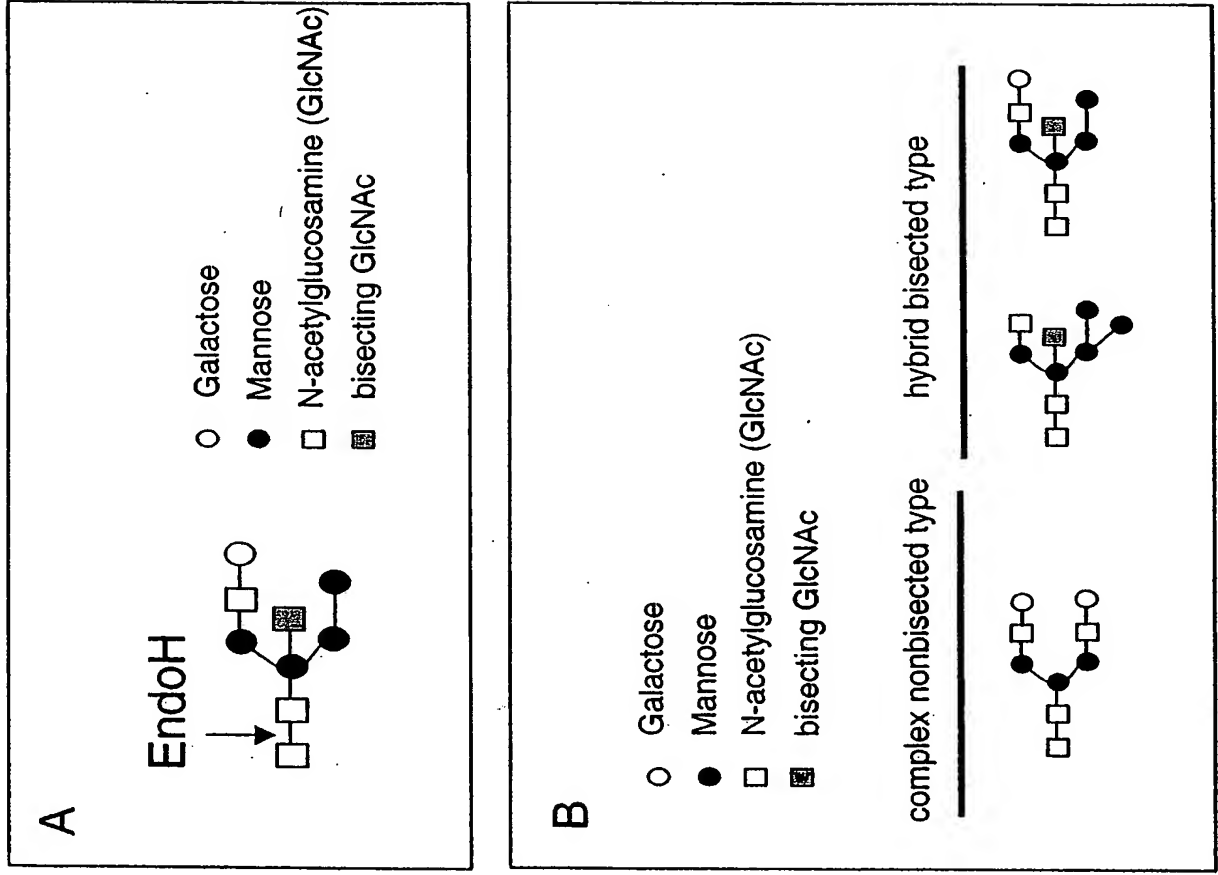 A
EndoH
Galactose
Mannose
N-acetylglucosamine (GlcNAc)
bisecting GlcNAc
B
Galactose
Mannose
N-acetylglucosamine (GlcNAc)
bisecting GlcNAc
complex nonbisected type
hybrid bisected type